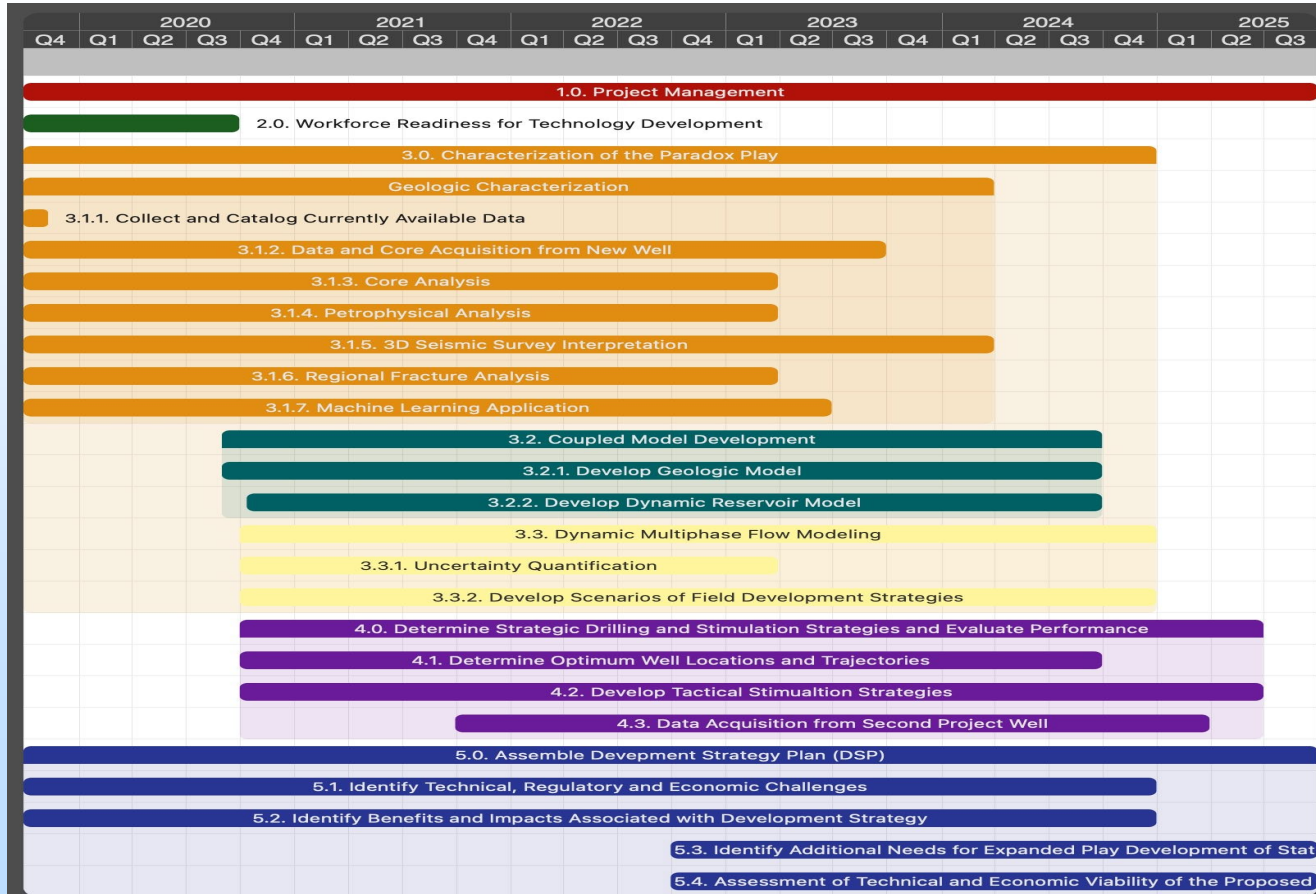 2020 2021 2022 2023 2024 2025
Q4 Q1 Q2 Q3 Q4 Q1 Q2 Q3 Q4 Q1 Q2 Q3 Q4 Q1 Q2 Q3 Q4 Q1 Q2 Q3 Q4 Q1 Q2 Q3
1.0. Project Management
2.0. Workforce Readiness for Technology Development
3.0. Characterization of the Paradox Play
Geologic Characterization
3.1.1. Collect and Catalog Currently Available Data
3.1.2. Data and Core Acquisition from New Well
3.1.3. Core Analysis
3.1.4. Petrophysical Analysis
3.1.5. 3D Seismic Survey Interpretation
3.1.6. Regional Fracture Analysis
3.1.7. Machine Learning Application
3.2. Coupled Model Development
3.2.1. Develop Geologic Model
3.2.2. Develop Dynamic Reservoir Model
3.3. Dynamic Multiphase Flow Modeling
3.3.1. Uncertainty Quantification
3.3.2. Develop Scenarios of Field Development Strategies
4.0. Determine Strategic Drilling and Stimulation Strategies and Evaluate Performance
4.1. Determine Optimum Well Locations and Trajectories
4.2. Develop Tactical Stimualtion Strategies
4.3. Data Acquisition from Second Project Well
5.0. Assemble Devepment Strategy Plan (DSP)
5.1. Identify Technical, Regulatory and Economic Challenges
5.2. Identify Benefits and Impacts Associated with Development Strategy
5.3. Identify Additional Needs for Expanded Play Development of Stat
5.4. Assessment of Technical and Economic Viability of the Proposed